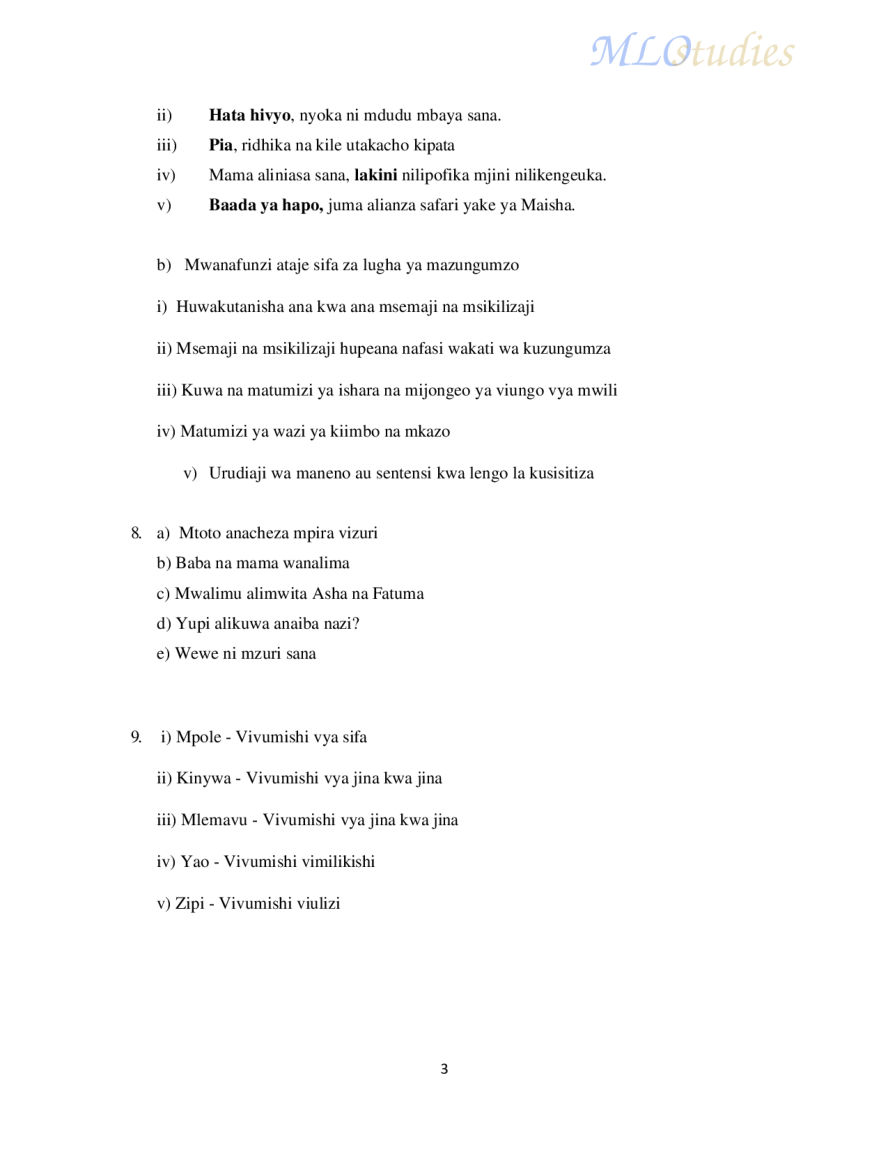 MLOstudies
ii) Hata hivyo, nyoka ni mdudu mbaya sana.
iii) Pia, ridhika na kile utakacho kipata
iv) Mama aliniasa sana, lakini nilipofika mjini nilikengeuka.
v) Baada ya hapo, juma alianza safari yake ya Maisha.
b) Mwanafunzi ataje sifa za lugha ya mazungumzo
i) Huwakutanisha ana kwa ana msemaji na msikilizaji
ii) Msemaji na msikilizaji hupeana nafasi wakati wa kuzungumza
iii) Kuwa na matumizi ya ishara na mijongeo ya viungo vya mwili
iv) Matumizi ya wazi ya kiimbo na mkazo
v) Urudiaji wa maneno au sentensi kwa lengo la kusisitiza
8. a) Mtoto anacheza mpira vizuri
b) Baba na mama wanalima
c) Mwalimu alimwita Asha na Fatuma
d) Yupi alikuwa anaiba nazi?
e) Wewe ni mzuri sana
9. i) Mpole - Vivumishi vya sifa
ii) Kinywa - Vivumishi vya jina kwa jina
iii) Mlemavu - Vivumishi vya jina kwa jina
iv) Yao - Vivumishi vimilikishi
v) Zipi - Vivumishi viulizi
3